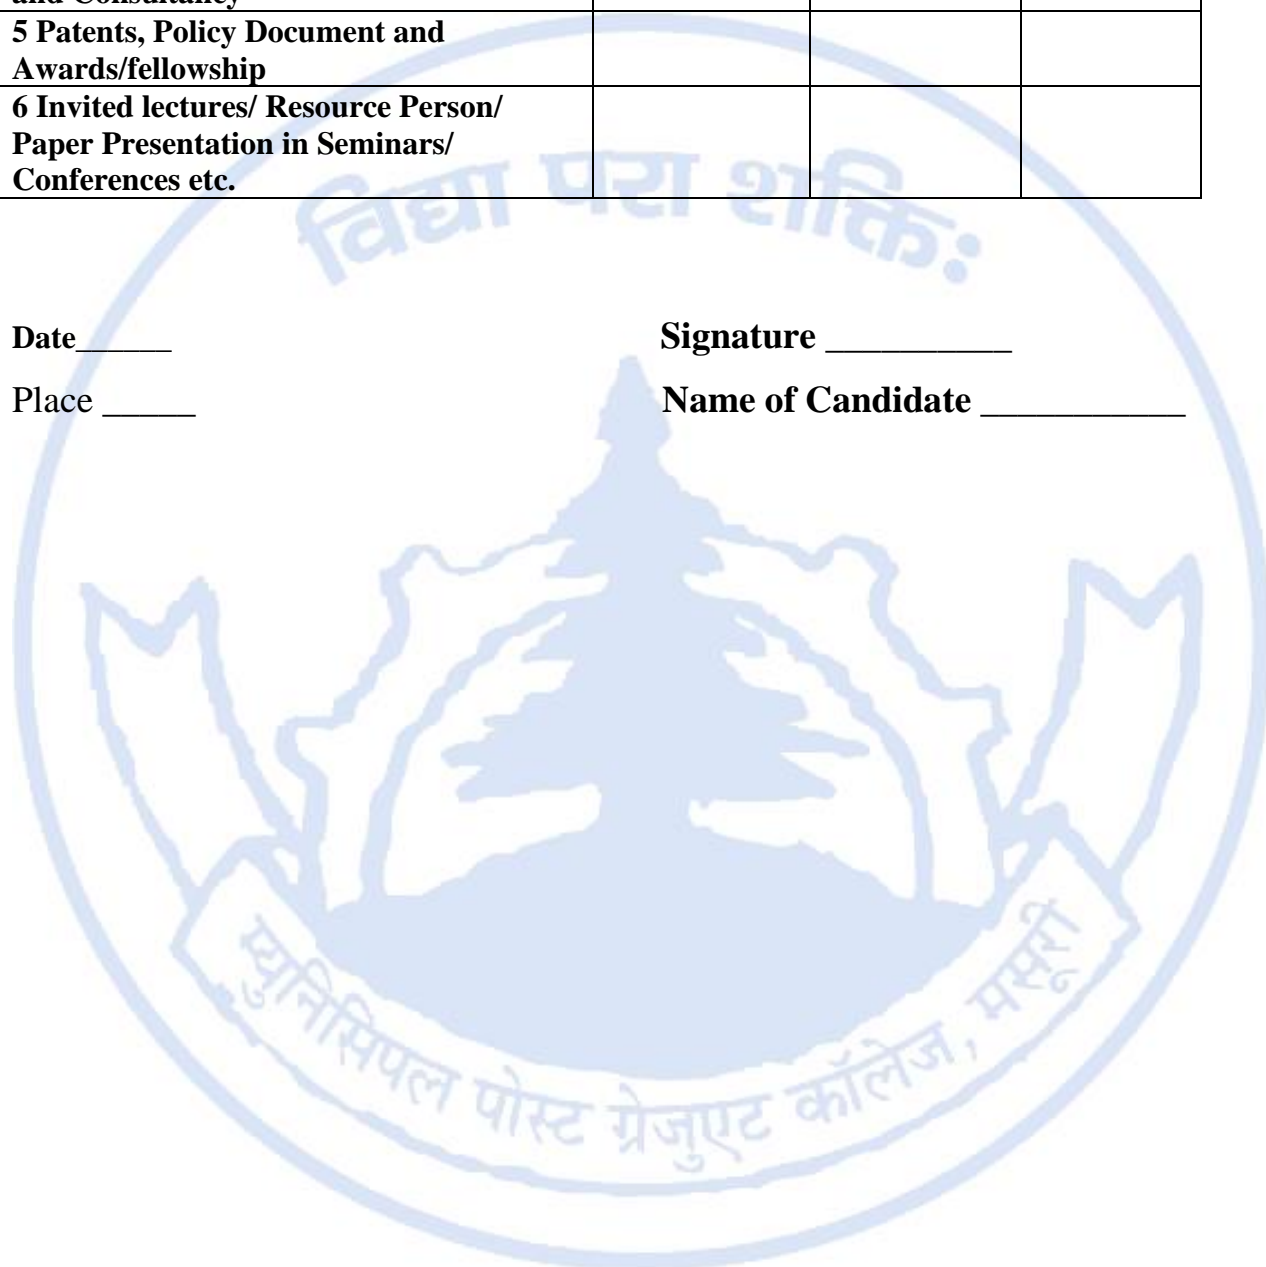 and Consultancy
5 Patents, Policy Document and
Awards/fellowship
6 Invited lectures/ Resource Person/
Paper Presentation in Seminars/
Conferences etc.
विद्या परा शक्तिः
Date______ Signature __________
Place _____ Name of Candidate ___________
म्युनिसिपल पोस्ट ग्रेजुएट कॉलेज, मसूरी